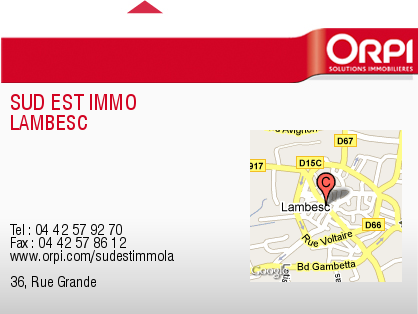 ORPI
SOLUTIONS IMMOBILIÈRES
SUD EST IMMO
LAMBESC
D67
D15C
917
C
Lambesc
D66
Rue Voltaire
Bd Gambetta
Google
Tel : 04 42 57 92 70
Fax : 04 42 57 86 12
www.orpi.com/sudestimmola
36, Rue Grande